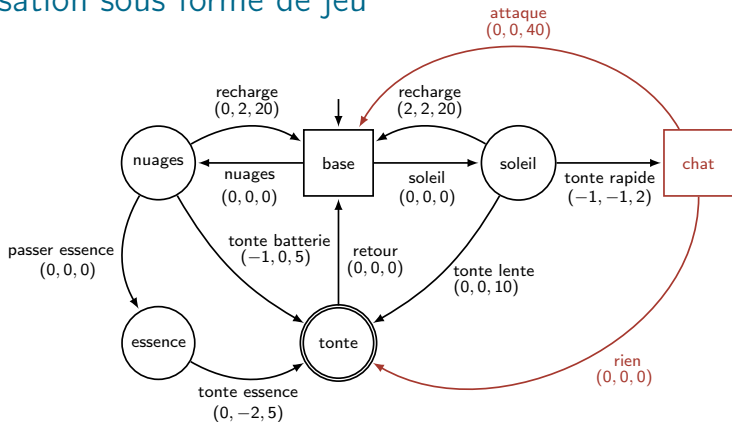 sation sous forme de jeu
attaque
(0, 0, 40)
recharge
(0, 2, 20)
recharge
(2, 2, 20)
nuages
base
soleil
chat
nuages
(0, 0, 0)
soleil
(0, 0, 0)
tonte rapide
(−1, −1, 2)
passer essence
(0, 0, 0)
tonte batterie
(−1, 0, 5)
retour
(0, 0, 0)
tonte lente
(0, 0, 10)
essence
tonte
rien
(0, 0, 0)
tonte essence
(0, −2, 5)